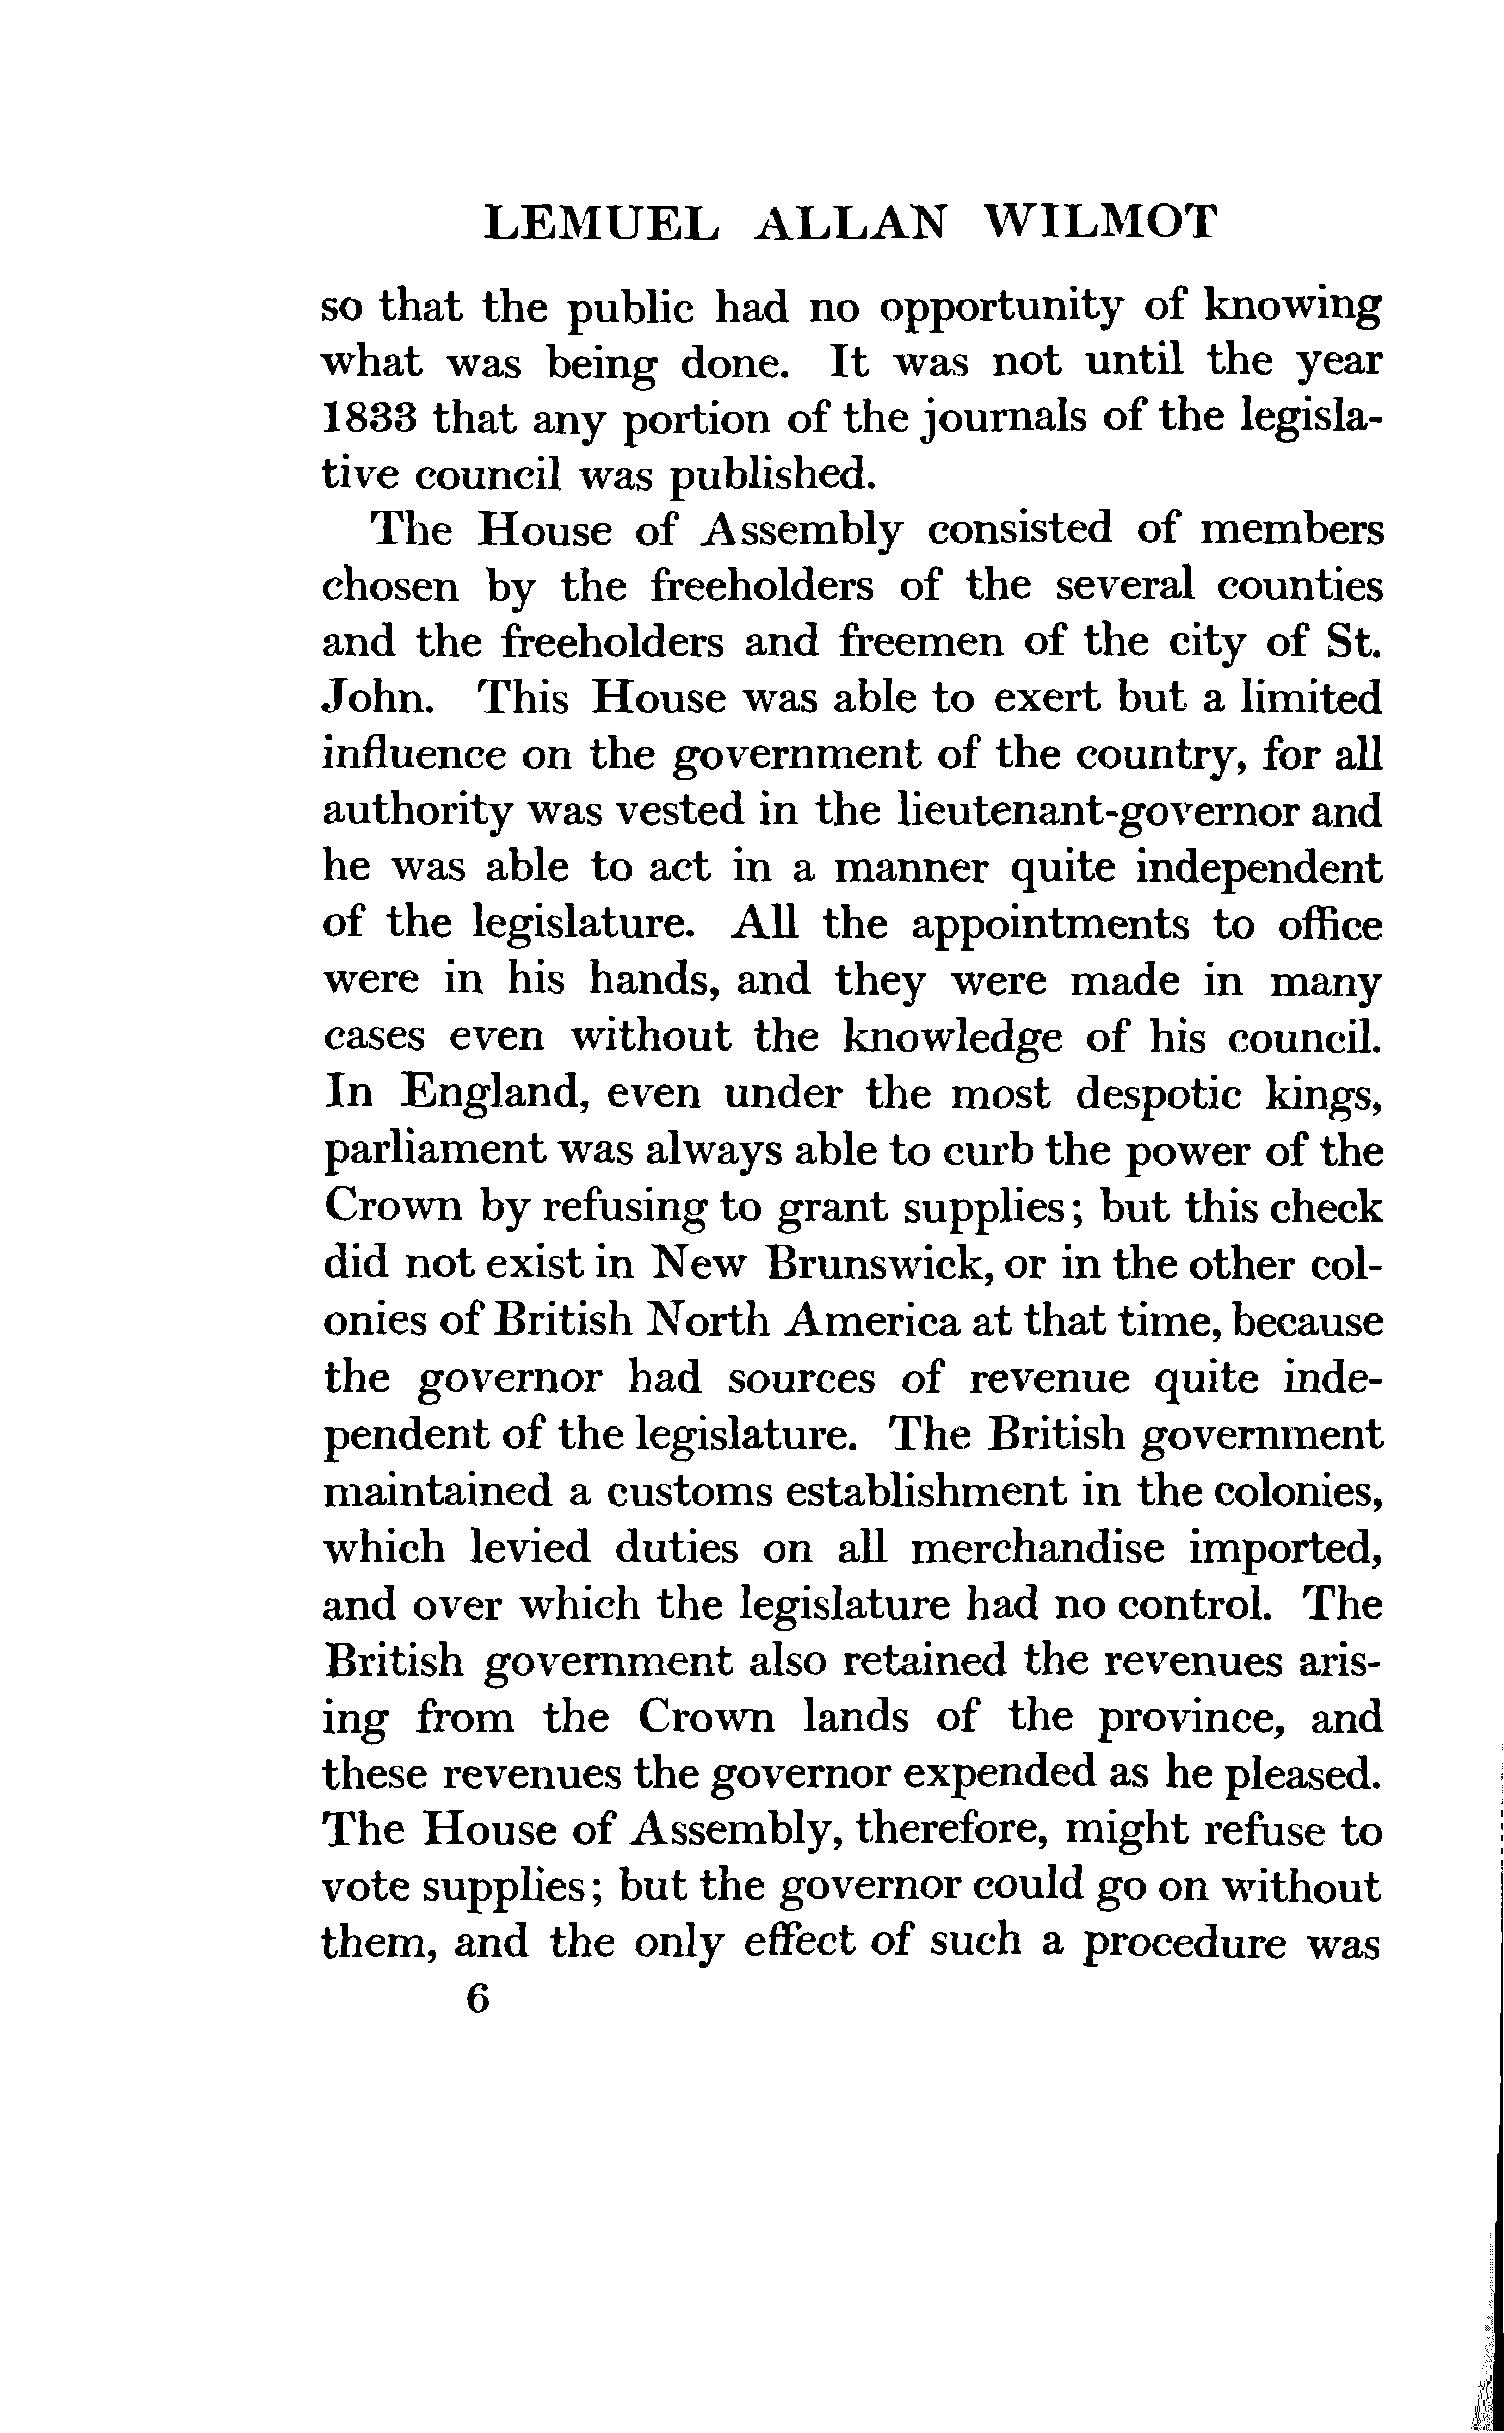 LEMUEL ALLAN WILMOT
so that the public had no opportunity of knowing
what was being done. It was not until the year
1833 that any portion of the journals of the legisla-
tive council was published.
The House of Assembly consisted of members
chosen by the freeholders of the several counties
and the freeholders and freemen of the city of St.
John. This House was able to exert but a limited
influence on the government of the country, for all
authority was vested in the lieutenant-governor and
he was able to act in a manner quite independent
of the legislature. All the appointments to office
were in his hands, and they were made in many
cases even without the knowledge of his council.
In England, even under the most despotic kings,
parliament was always able to curb the power of the
Crown by refusing to grant supplies; but this check
did not exist in New Brunswick, or in the other col-
onies of British North America at that time, because
the governor had sources of revenue quite inde-
pendent of the legislature. The British government
maintained a customs establishment in the colonies,
which levied duties on all merchandise imported,
and over which the legislature had no control. The
British government also retained the revenues aris-
ing from the Crown lands of the province, and
these revenues the governor expended as he pleased.
The House of Assembly, therefore, might refuse to
vote supplies; but the governor could go on without
them, and the only effect of such a procedure was
6